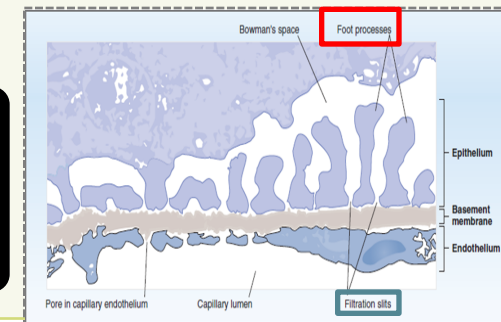 Bowman's space
Foot processes
Epithelium
Basement
membrane
Endothelium
Pore in capillary endothelium
Capillary lumen
Filtration slits